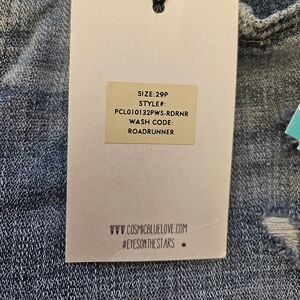 SIZE: 29P
STYLE#:
PCL010132PWS-RDRNR
WASH CODE:
ROADRUNNER
WWW.COSMICBLUELOVE.COM
#EYESONTHESTARS